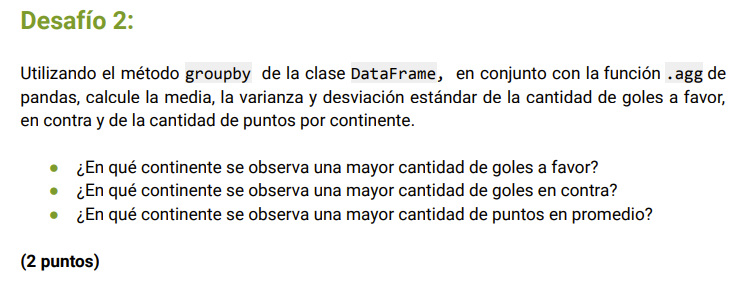 Desafío 2:
Utilizando el método groupby de la clase DataFrame, en conjunto con la función .agg de
pandas, calcule la media, la varianza y desviación estándar de la cantidad de goles a favor,
en contra y de la cantidad de puntos por continente.
● ¿En qué continente se observa una mayor cantidad de goles a favor?
● ¿En qué continente se observa una mayor cantidad de goles en contra?
● ¿En qué continente se observa una mayor cantidad de puntos en promedio?
(2 puntos)